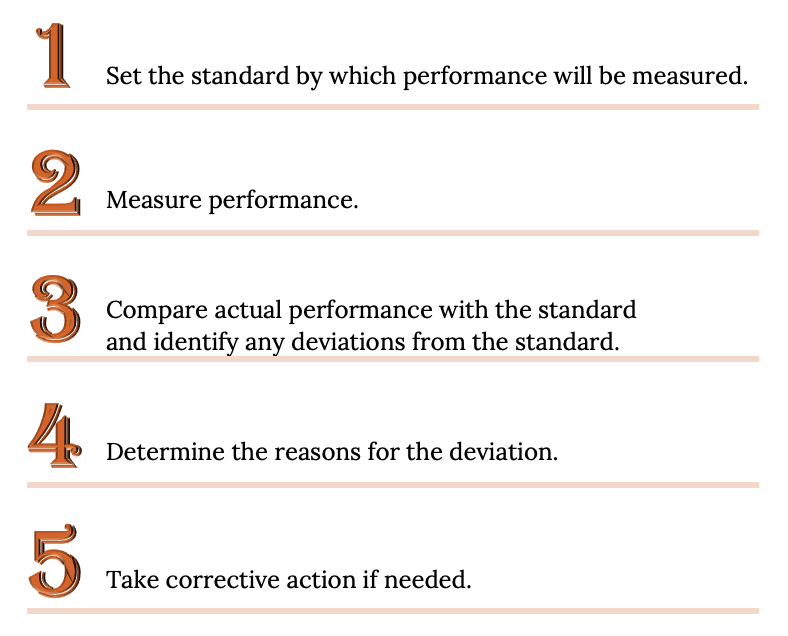 1
Set the standard by which performance will be measured.
2
Measure performance.
3
Compare actual performance with the standard
and identify any deviations from the standard.
4
Determine the reasons for the deviation.
5
Take corrective action if needed.